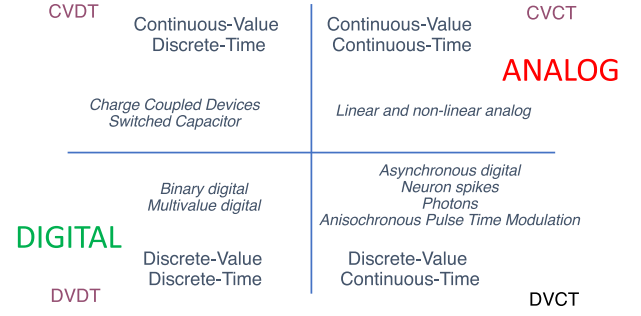 CVDT
Continuous-Value
Discrete-Time
Continuous-Value
Continuous-Time
CVCT
ANALOG
Charge Coupled Devices
Switched Capacitor
Linear and non-linear analog
Binary digital
Multivalue digital
Asynchronous digital
Neuron spikes
Photons
Anisochronous Pulse Time Modulation
DIGITAL
Discrete-Value
Discrete-Time
Discrete-Value
Continuous-Time
DVDT
DVCT